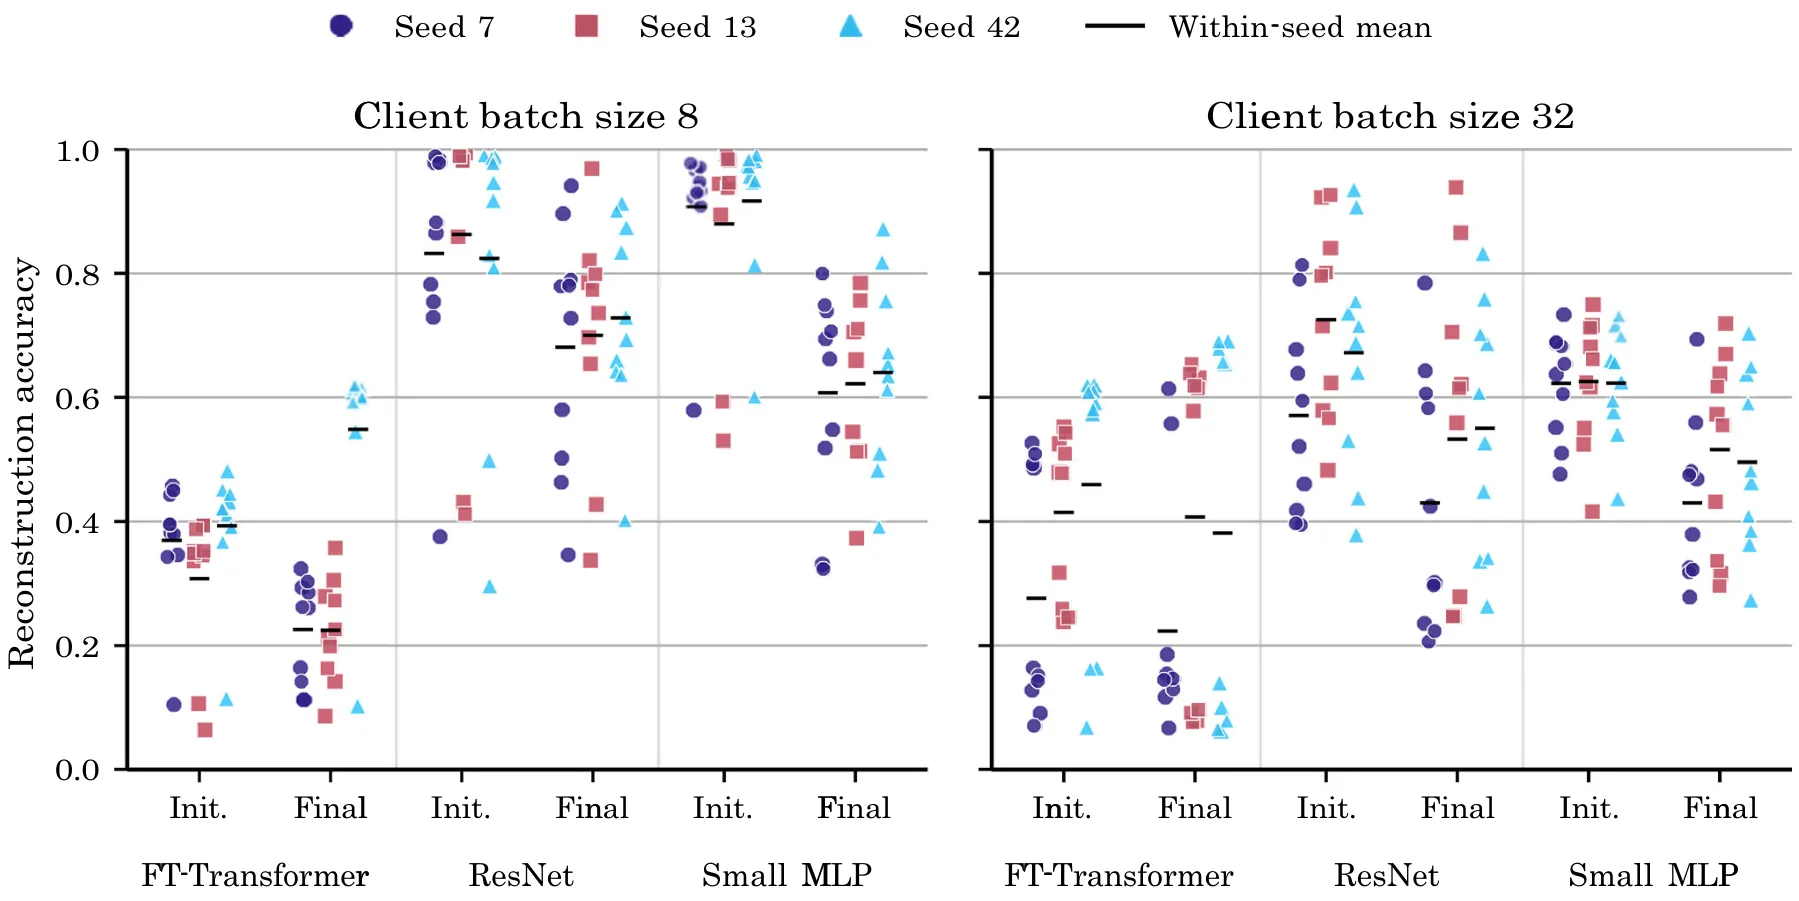 Seed 7 Seed 13 Seed 42 Within-seed mean
Client batch size 8 Client batch size 32
Reconstruction accuracy
1.0
0.8
0.6
0.4
0.2
0.0
Init. Final Init. Final Init. Final Init. Final Init. Final Init. Final
FT-Transformer ResNet Small MLP FT-Transformer ResNet Small MLP